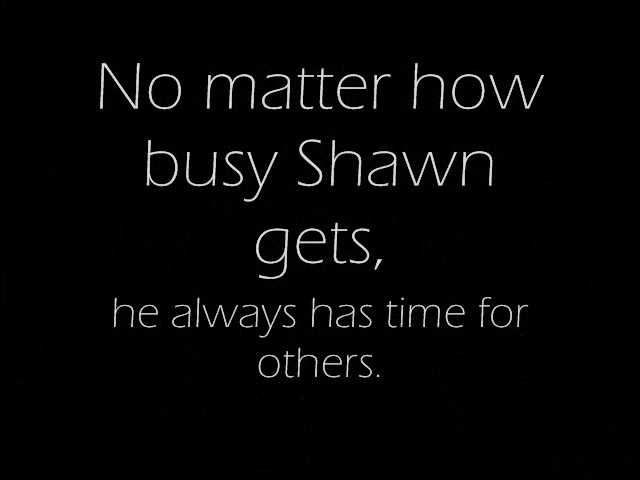 No matter how
busy Shawn
gets,
he always has time for
others.